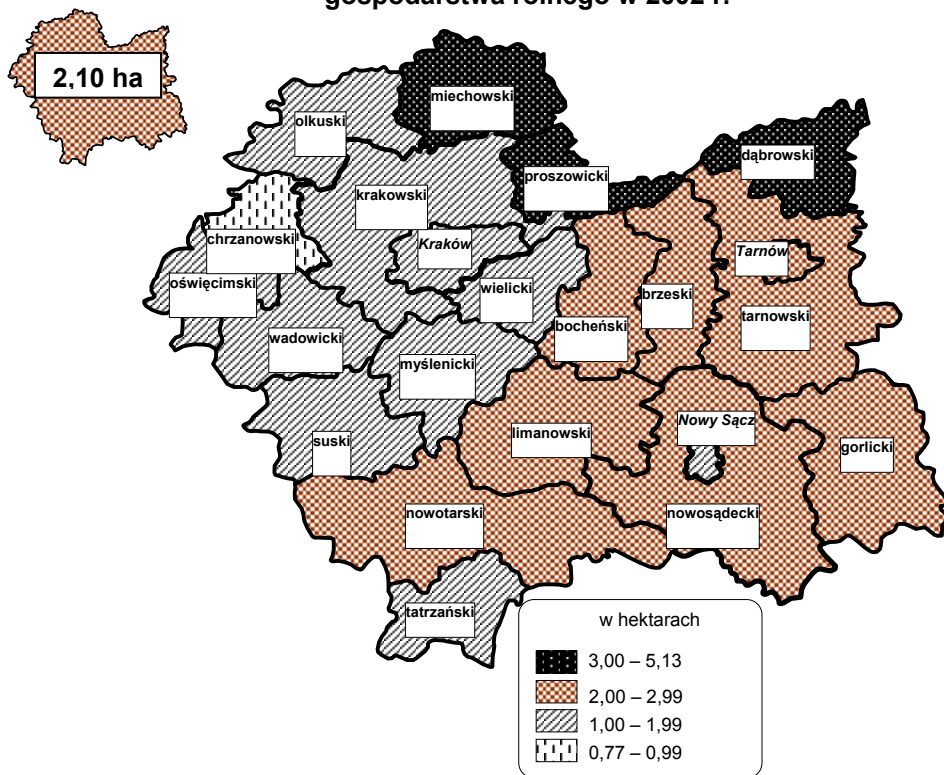 gospodarstwa rolnego w 2002 r.
2,10 ha
miechowski
olkuski
dąbrowski
proszowicki
krakowski
chrzanowski
Kraków
Tarnów
oświęcimski
wielicki
brzeski
tarnowski
bocheński
wadowicki
myślenicki
Nowy Sącz
limanowski
suski
gorlicki
nowotarski
nowosądecki
tatrzański
w hektarach
3,00 – 5,13
2,00 – 2,99
1,00 – 1,99
0,77 – 0,99